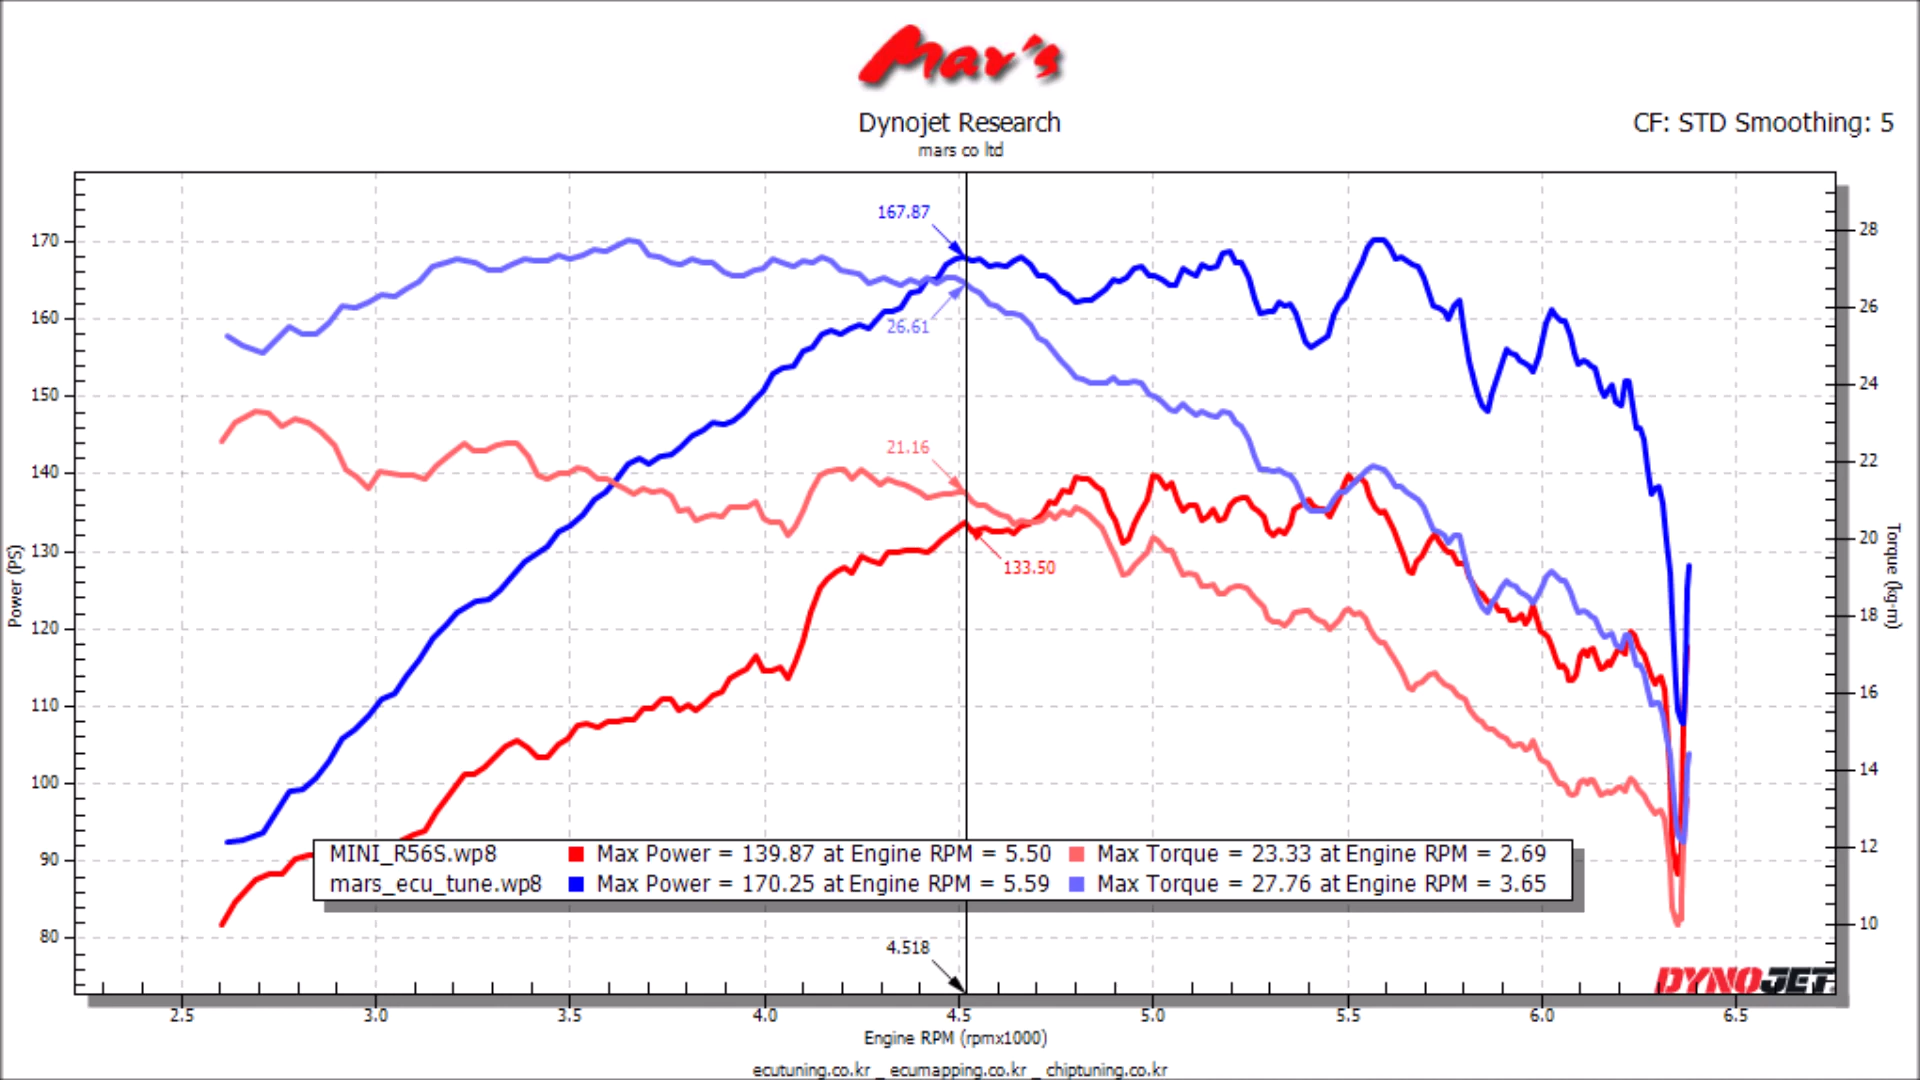 Mar's
Dynojet Research
CF: STD Smoothing: 5
mars co ltd
167.87
26.61
21.16
133.50
4.518
170
160
150
140
130
120
110
100
90
80
Power (PS)
28
26
24
22
20
18
16
14
12
10
Torque (kg-m)
MINI_R56S.wp8 Max Power = 139.87 at Engine RPM = 5.50 Max Torque = 23.33 at Engine RPM = 2.69
mars_ecu_tune.wp8 Max Power = 170.25 at Engine RPM = 5.59 Max Torque = 27.76 at Engine RPM = 3.65
DYNOJET
2.5 3.0 3.5 4.0 4.5 5.0 5.5 6.0 6.5
Engine RPM (rpmx1000)
ecutuning.co.kr _ ecumapping.co.kr _ chiptuning.co.kr